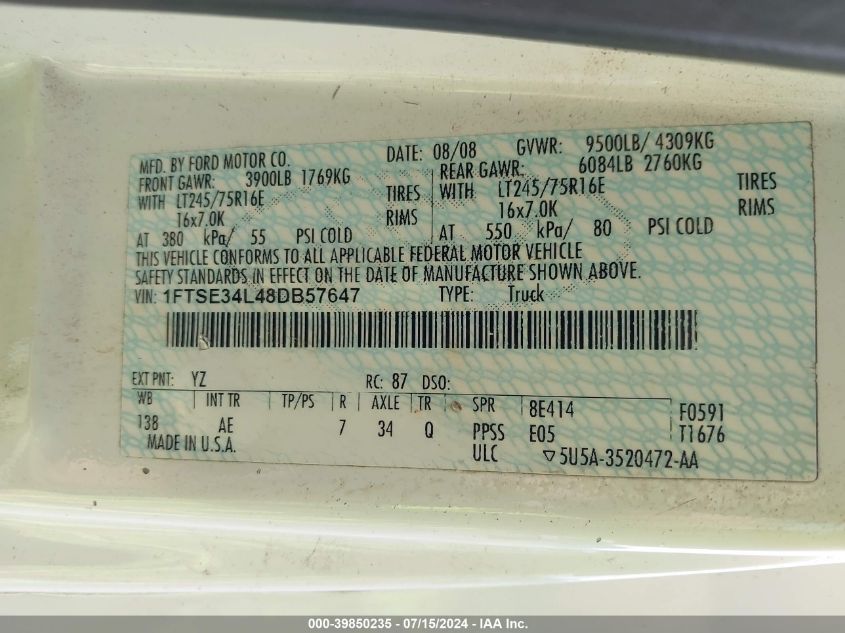 MFD. BY FORD MOTOR CO. DATE: 08/08 GVWR: 9500LB/ 4309KG
FRONT GAWR: 3900LB 1769KG REAR GAWR: 6084LB 2760KG
WITH LT245/75R16E TIRES WITH LT245/75R16E TIRES
16x7.0K RIMS 16x7.0K RIMS
AT 380 kPa/ 55 PSI COLD AT 550 kPa/ 80 PSI COLD
THIS VEHICLE CONFORMS TO ALL APPLICABLE FEDERAL MOTOR VEHICLE
SAFETY STANDARDS IN EFFECT ON THE DATE OF MANUFACTURE SHOWN ABOVE.
VIN: 1FTSE34L48DB57647 TYPE: Truck
EXT PNT: YZ RC: 87 DSO:
WB INT TR TP/PS R AXLE TR SPR 8E414 F0591
138 AE 7 34 Q PPSS E05 T1676
MADE IN U.S.A. ULC ▽5U5A-3520472-AA
000-39850235 - 07/15/2024 - IAA Inc.